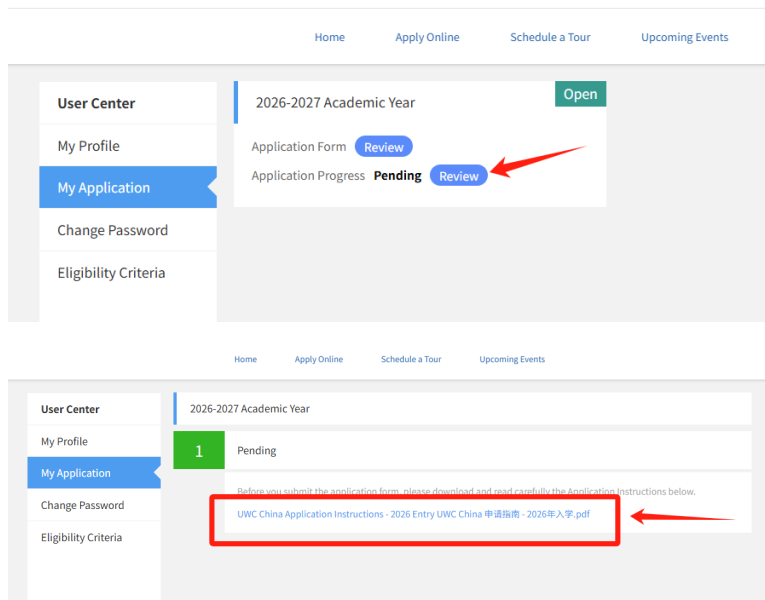 Home Apply Online Schedule a Tour Upcoming Events
User Center
My Profile
My Application
Change Password
Eligibility Criteria
2026-2027 Academic Year Open
Application Form Review
Application Progress Pending Review
Home Apply Online Schedule a Tour Upcoming Events
User Center
My Profile
My Application
Change Password
Eligibility Criteria
2026-2027 Academic Year
1 Pending
Before you submit the application form, please download and read carefully the Application Instructions below.
UWC China Application Instructions - 2026 Entry UWC China 申请指南 - 2026年入学.pdf